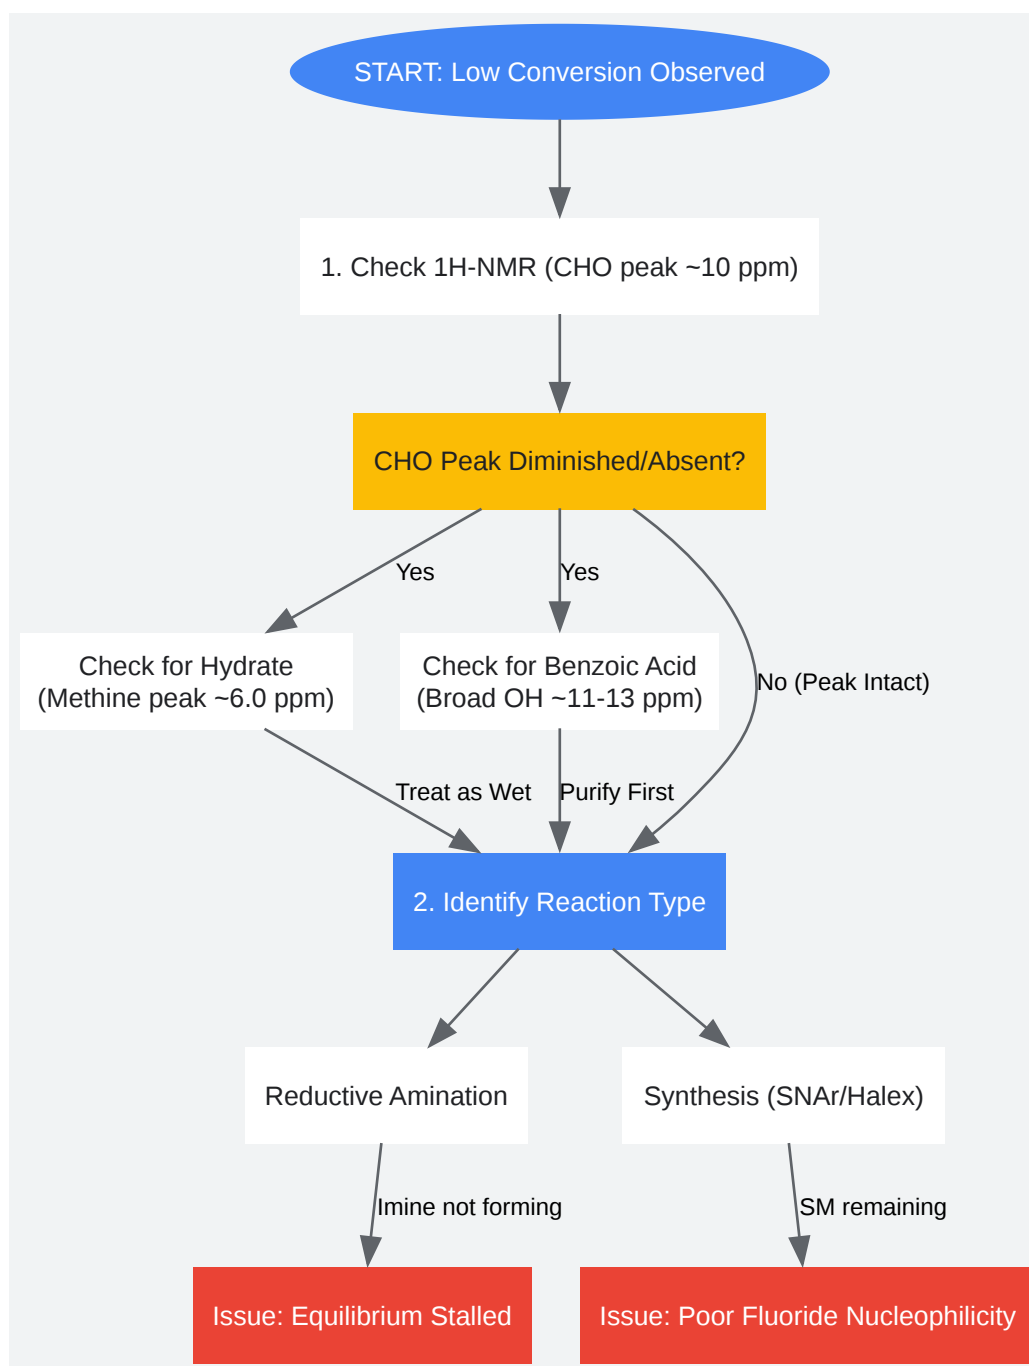 START: Low Conversion Observed
1. Check 1H-NMR (CHO peak ~10 ppm)
CHO Peak Diminished/Absent?
Yes
Yes
No (Peak Intact)
Check for Hydrate
(Methine peak ~6.0 ppm)
Check for Benzoic Acid
(Broad OH ~11-13 ppm)
Treat as Wet
Purify First
2. Identify Reaction Type
Reductive Amination
Synthesis (SNAr/Halex)
Imine not forming
SM remaining
Issue: Equilibrium Stalled
Issue: Poor Fluoride Nucleophilicity